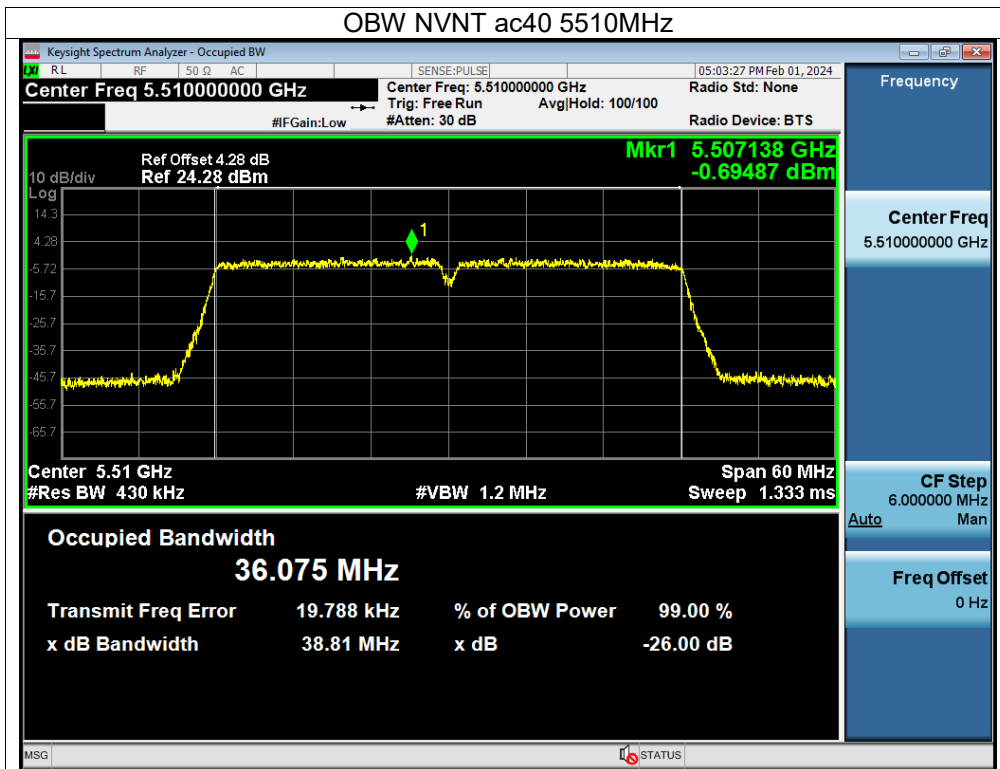 OBW NVNT ac40 5510MHz
Keysight Spectrum Analyzer - Occupied BW
LXI RL RF 50 Ω AC SENSE:PULSE 05:03:27 PM Feb 01, 2024
Center Freq 5.510000000 GHz
Center Freq: 5.510000000 GHz Radio Std: None
Trig: Free Run Avg|Hold: 100/100
#IFGain:Low #Atten: 30 dB Radio Device: BTS
Mkr1 5.507138 GHz
-0.69487 dBm
Ref Offset 4.28 dB
10 dB/div Ref 24.28 dBm
Log
14.3
4.28
-5.72
-15.7
-25.7
-35.7
-45.7
-55.7
-65.7
1
Center 5.51 GHz Span 60 MHz
#Res BW 430 kHz #VBW 1.2 MHz Sweep 1.333 ms
Occupied Bandwidth
36.075 MHz
Transmit Freq Error 19.788 kHz % of OBW Power 99.00 %
x dB Bandwidth 38.81 MHz x dB -26.00 dB
MSG STATUS
Frequency
Center Freq
5.510000000 GHz
CF Step
6.000000 MHz
Auto Man
Freq Offset
0 Hz